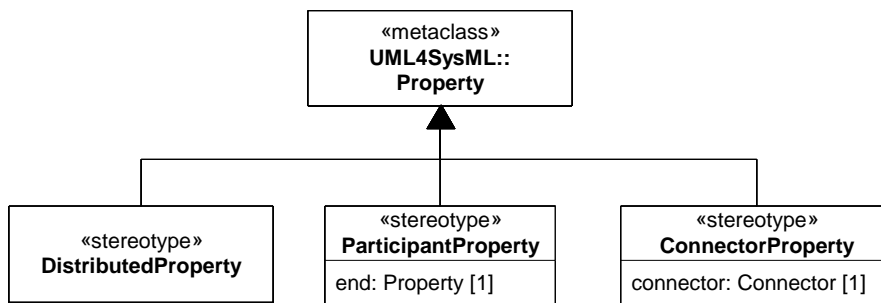 «metaclass»
UML4SysML::
Property
«stereotype»
DistributedProperty
«stereotype»
ParticipantProperty
end: Property [1]
«stereotype»
ConnectorProperty
connector: Connector [1]